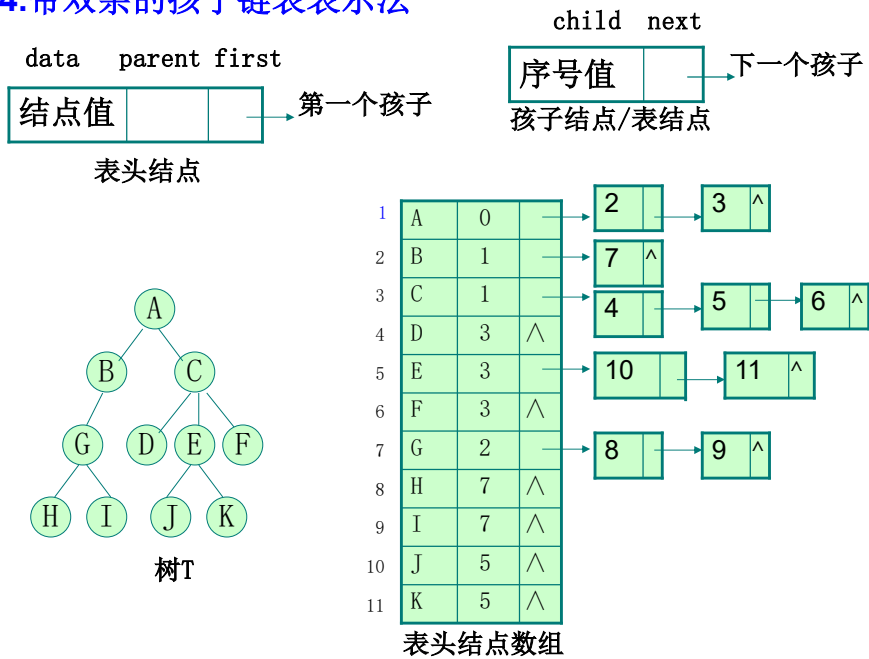 4.带双亲的孩子链表表示法
child next
data parent first
序号值 下一个孩子
结点值 第一个孩子
孩子结点/表结点
表头结点
1 A 0 2 3 ^
2 B 1 7 ^
3 C 1 4 5 6 ^
4 D 3 ∧
5 E 3 10 11 ^
6 F 3 ∧
7 G 2 8 9 ^
8 H 7 ∧
9 I 7 ∧
10 J 5 ∧
11 K 5 ∧
A
B C
G D E F
H I J K
树T
表头结点数组